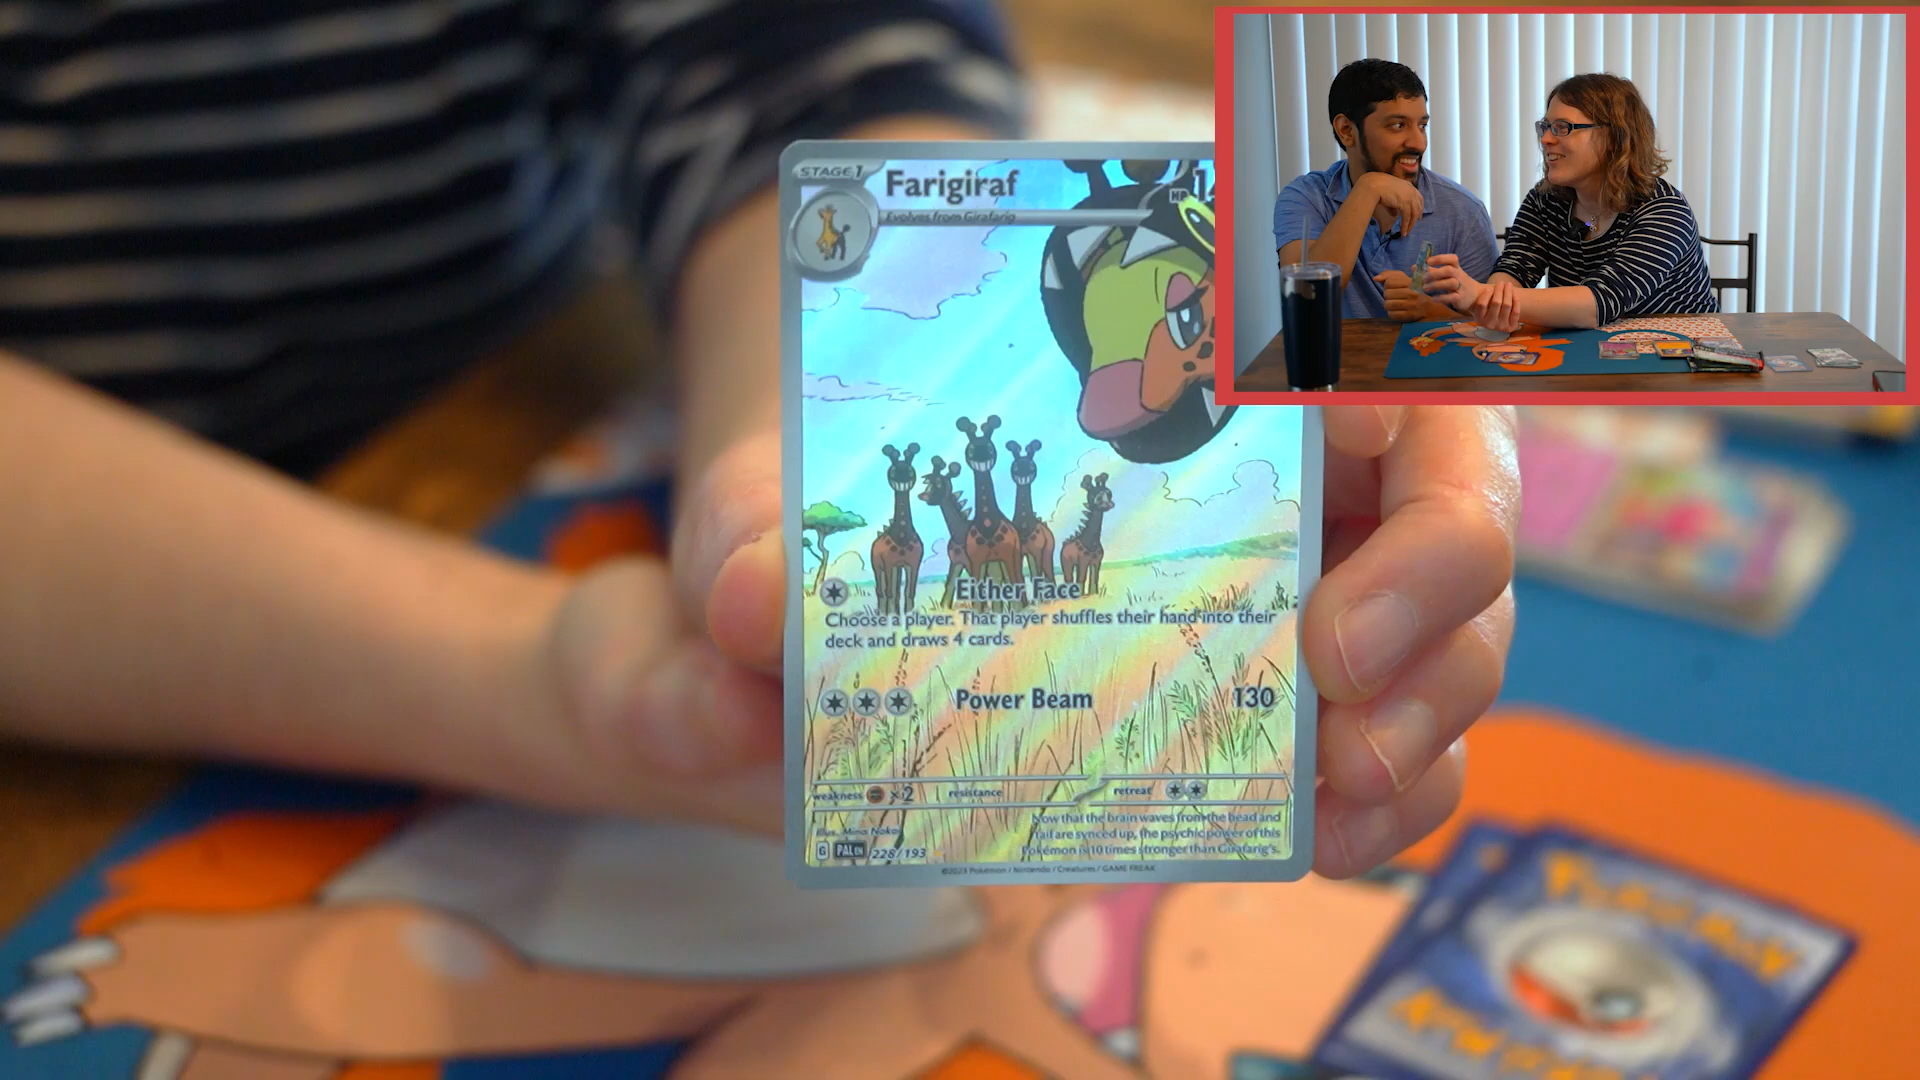 STAGE 1
Farigiraf
HP 1
Evolves from Girafarig
Either Face
Choose a player. That player shuffles their hand into their
deck and draws 4 cards.
Power Beam 130
weakness ×2 resistance retreat
Now that the brain waves from the head and
tail are synced up, the psychic power of this
Pokémon is 10 times stronger than Girafarig's.
Illus. Mina Nakai
G PAL EN 228/193
©2023 Pokémon / Nintendo / Creatures / GAME FREAK